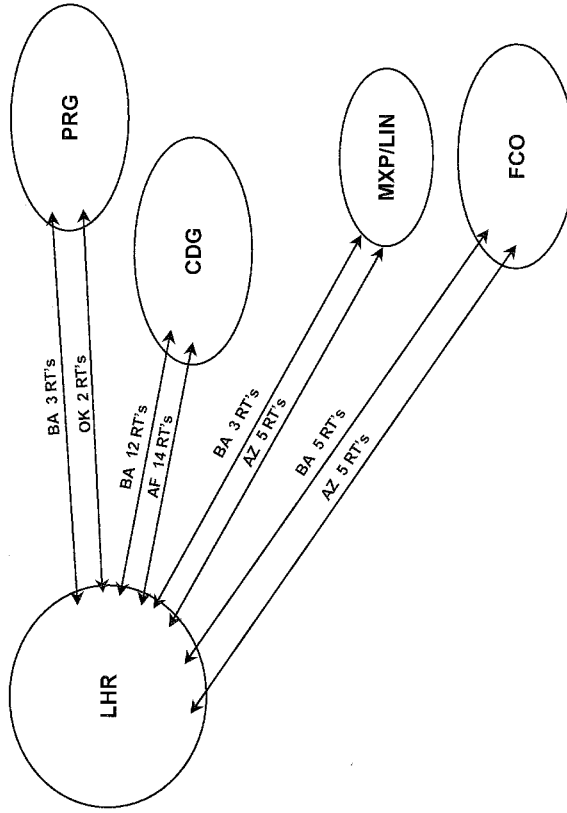 PRG
BA 3 RT's
OK 2 RT's
CDG
BA 12 RT's
AF 14 RT's
LHR
BA 3 RT's
AZ 5 RT's
MXP/LIN
BA 5 RT's
AZ 5 RT's
FCO